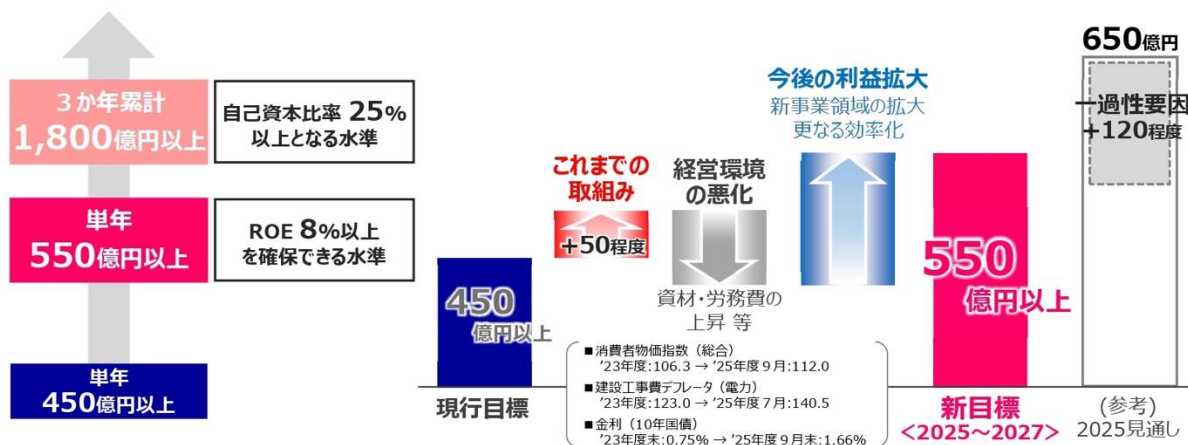 3か年累計
1,800億円以上
自己資本比率 25%
以上となる水準
単年
550億円以上
ROE 8%以上
を確保できる水準
単年
450億円以上
450
億円以上
現行目標
これまでの
取組み
+50程度
経営環境
の悪化
資材・労務費の
上昇 等
■消費者物価指数（総合）
'23年度:106.3 → '25年度9月:112.0
■建設工事費デフレータ（電力）
'23年度:123.0 → '25年度7月:140.5
■金利（10年国債）
'23年度末:0.75% → '25年度9月末:1.66%
今後の利益拡大
新事業領域の拡大
更なる効率化
550
億円以上
新目標
<2025～2027>
650億円
一過性要因
+120程度
(参考)
2025見通し